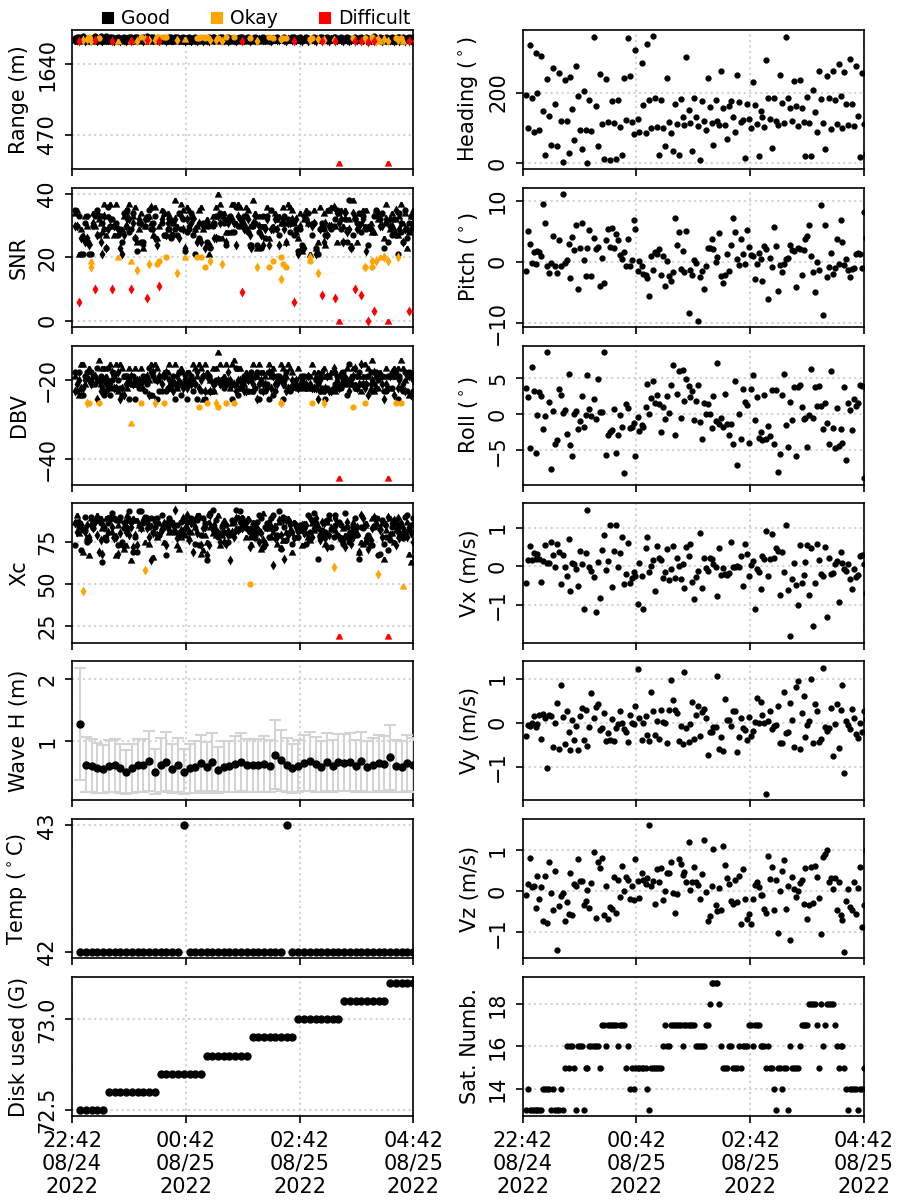 Good Okay Difficult
Range (m)
1640
470
Heading (°)
200
0
SNR
40
20
0
Pitch (°)
10
0
−10
DBV
−20
−40
Roll (°)
5
0
−5
Xc
75
50
25
Vx (m/s)
1
0
−1
Wave H (m)
2
1
Vy (m/s)
1
0
−1
Temp (°C)
43
42
Vz (m/s)
1
0
−1
Disk used (G)
73.0
72.5
Sat. Numb.
18
16
14
22:42 00:42 02:42 04:42
08/24 08/25 08/25 08/25
2022 2022 2022 2022
22:42 00:42 02:42 04:42
08/24 08/25 08/25 08/25
2022 2022 2022 2022